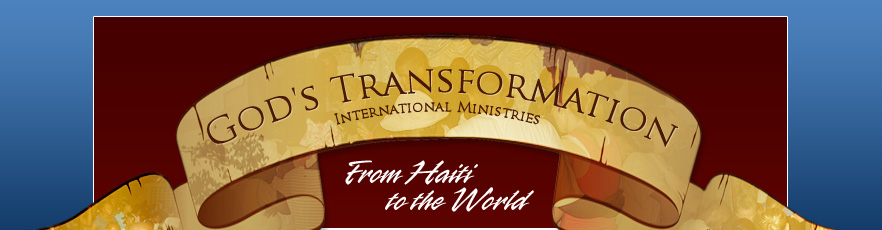 God's Transformation
International Ministries
From Haiti
to the World